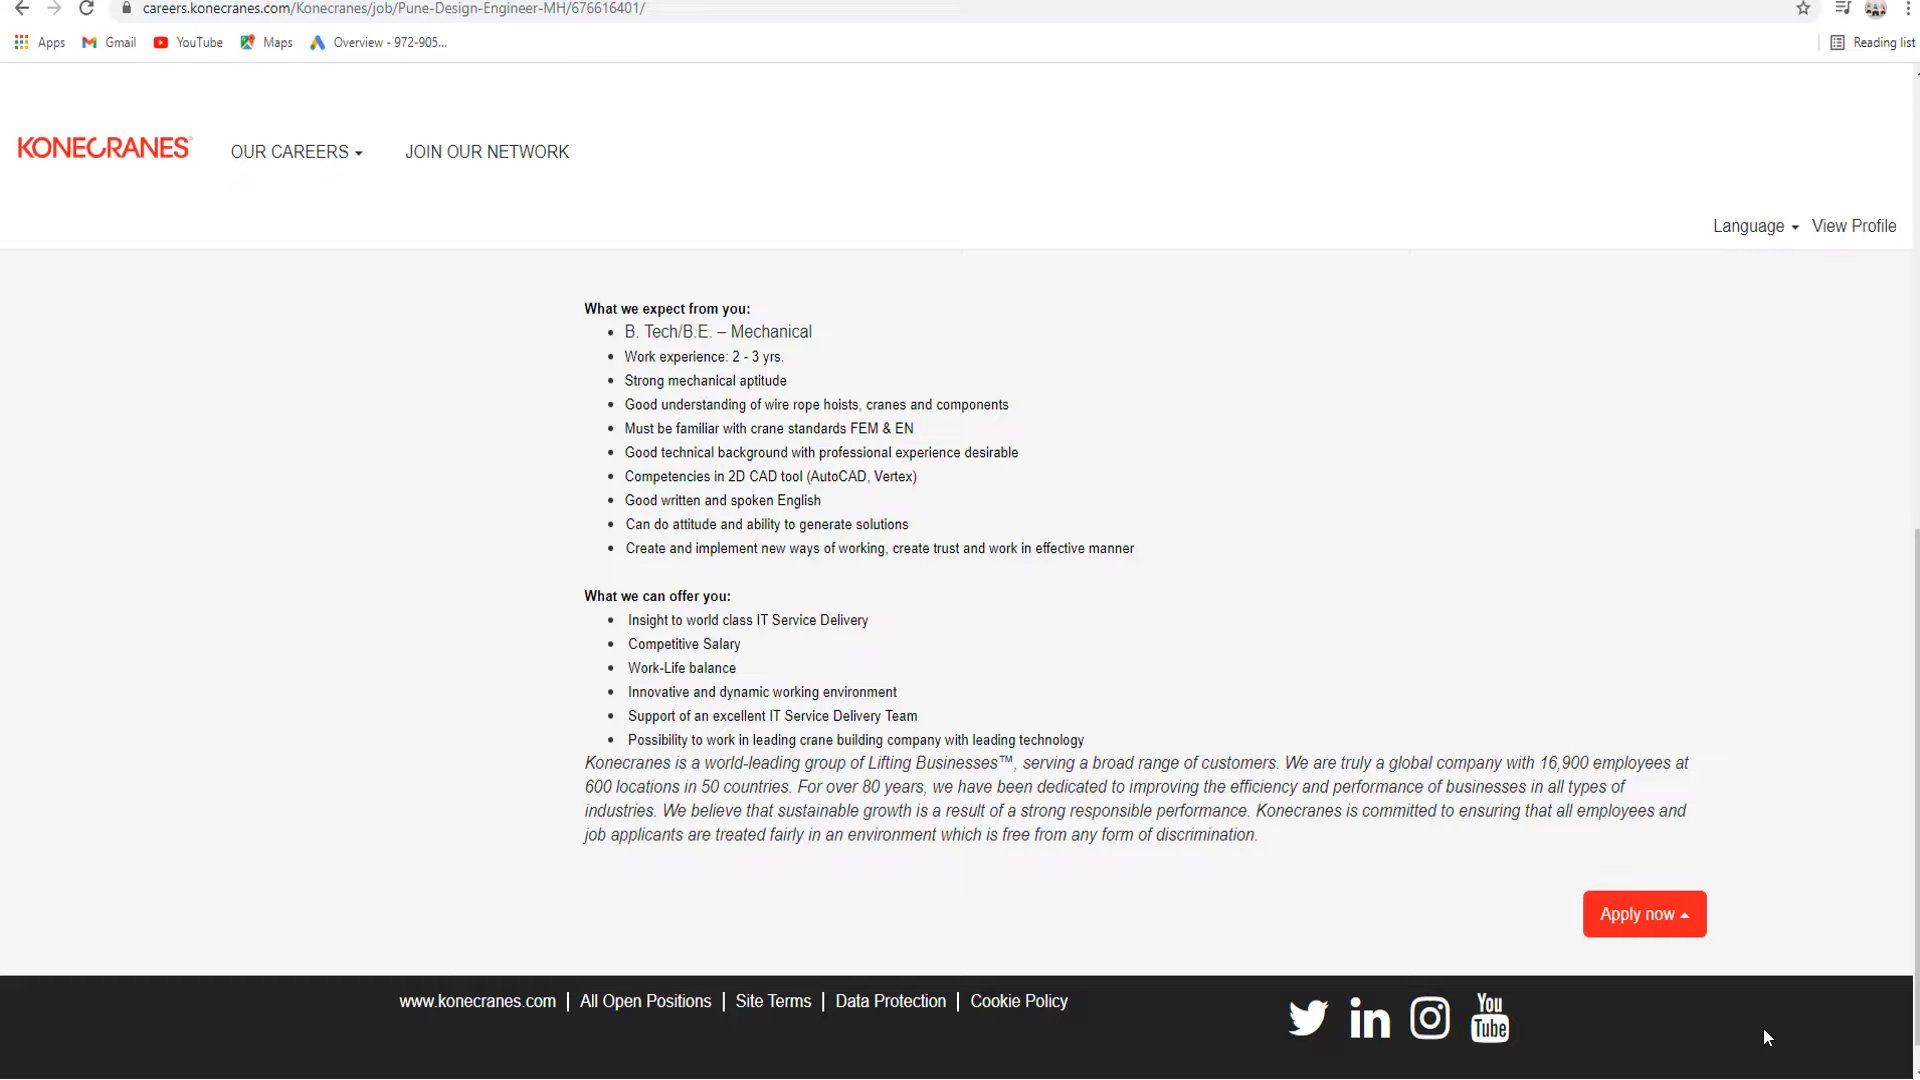 careers.konecranes.com/Konecranes/job/Pune-Design-Engineer-MH/676616401/
Apps Gmail YouTube Maps Overview - 972-905... Reading list
KONECRANES® OUR CAREERS JOIN OUR NETWORK
Language View Profile
What we expect from you:
• B. Tech/B.E. – Mechanical
• Work experience: 2 - 3 yrs.
• Strong mechanical aptitude
• Good understanding of wire rope hoists, cranes and components
• Must be familiar with crane standards FEM & EN
• Good technical background with professional experience desirable
• Competencies in 2D CAD tool (AutoCAD, Vertex)
• Good written and spoken English
• Can do attitude and ability to generate solutions
• Create and implement new ways of working, create trust and work in effective manner
What we can offer you:
• Insight to world class IT Service Delivery
• Competitive Salary
• Work-Life balance
• Innovative and dynamic working environment
• Support of an excellent IT Service Delivery Team
• Possibility to work in leading crane building company with leading technology
Konecranes is a world-leading group of Lifting Businesses™, serving a broad range of customers. We are truly a global company with 16,900 employees at
600 locations in 50 countries. For over 80 years, we have been dedicated to improving the efficiency and performance of businesses in all types of
industries. We believe that sustainable growth is a result of a strong responsible performance. Konecranes is committed to ensuring that all employees and
job applicants are treated fairly in an environment which is free from any form of discrimination.
Apply now
www.konecranes.com | All Open Positions | Site Terms | Data Protection | Cookie Policy
in You
Tube